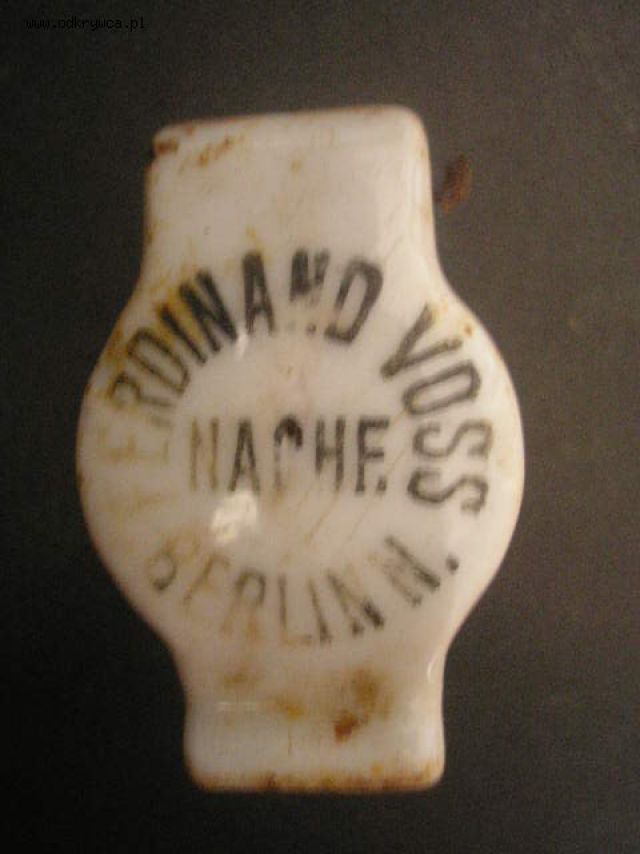 www.odkrywca.pl
FERDINAND VOSS
NACHF.
BERLIN N.